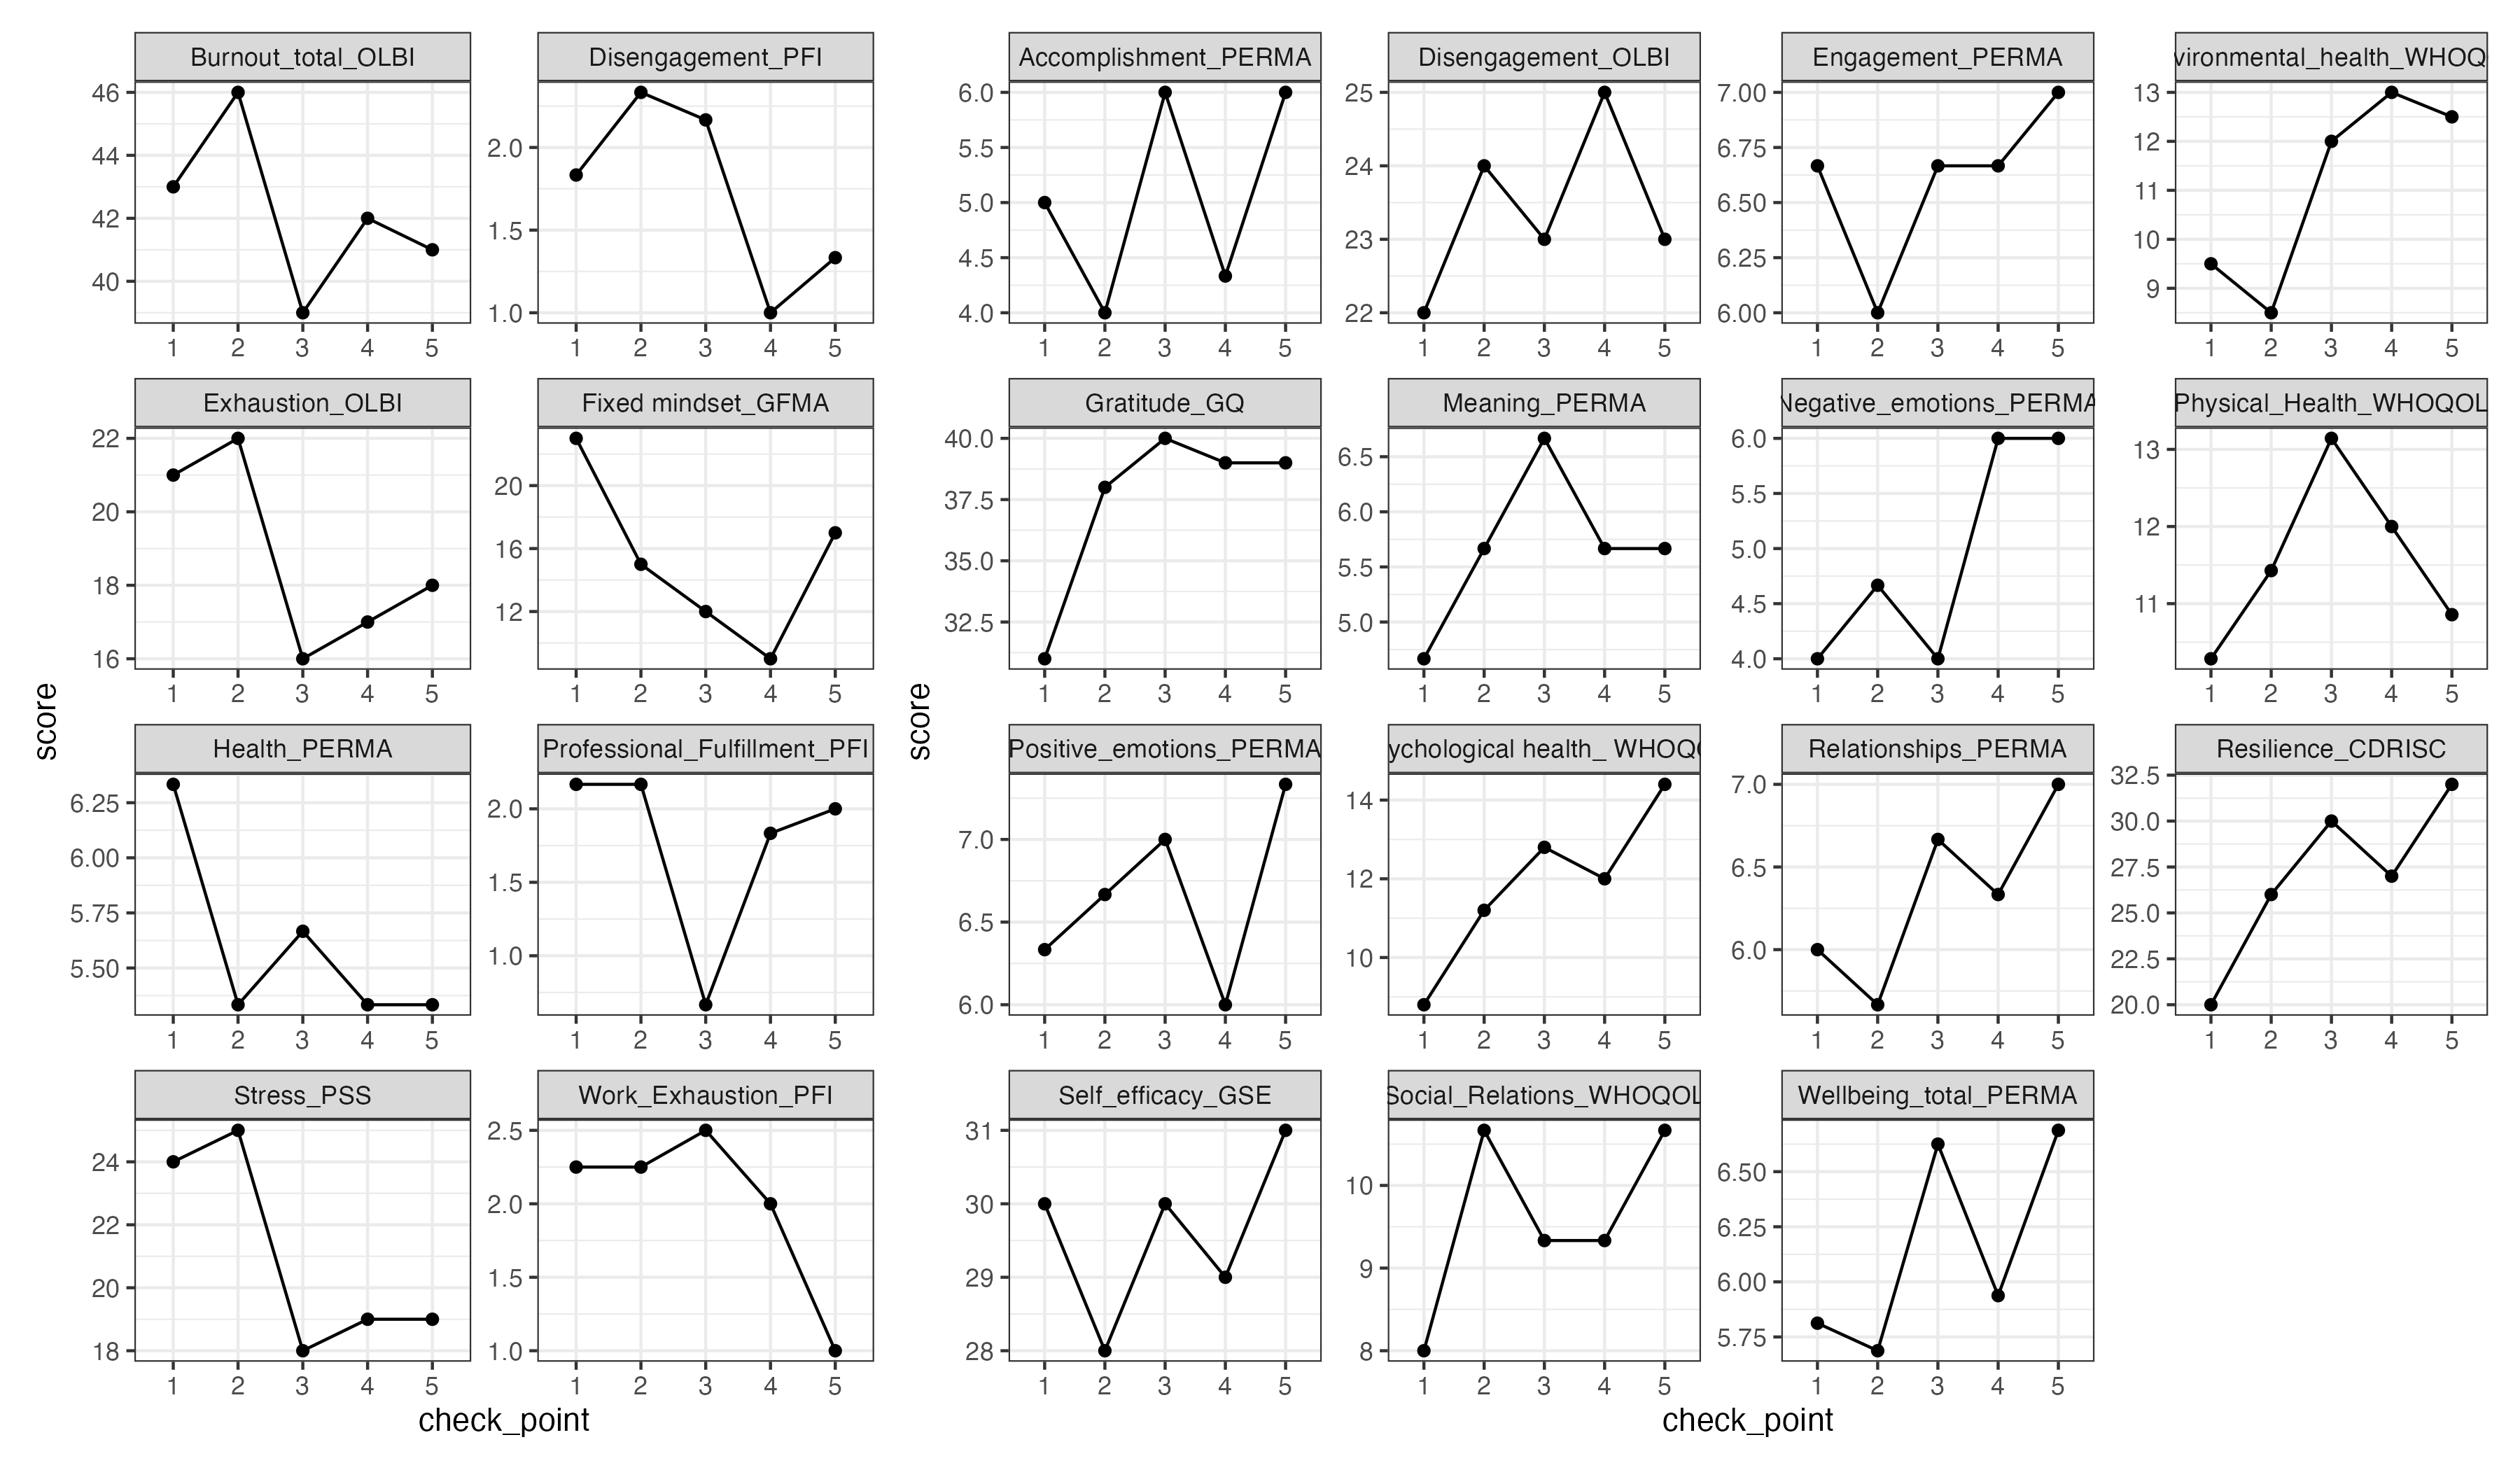 Burnout_total_OLBI
46
44
42
40
1 2 3 4 5
Disengagement_PFI
2.0
1.5
1.0
1 2 3 4 5
Exhaustion_OLBI
22
20
18
16
1 2 3 4 5
Fixed mindset_GFMA
20
16
12
1 2 3 4 5
Health_PERMA
6.25
6.00
5.75
5.50
1 2 3 4 5
Professional_Fulfillment_PFI
2.0
1.5
1.0
1 2 3 4 5
Stress_PSS
24
22
20
18
1 2 3 4 5
Work_Exhaustion_PFI
2.5
2.0
1.5
1.0
1 2 3 4 5
score
check_point
Accomplishment_PERMA
6.0
5.5
5.0
4.5
4.0
1 2 3 4 5
Disengagement_OLBI
25
24
23
22
1 2 3 4 5
Engagement_PERMA
7.00
6.75
6.50
6.25
6.00
1 2 3 4 5
vironmental_health_WHOQ
13
12
11
10
9
1 2 3 4 5
Gratitude_GQ
40.0
37.5
35.0
32.5
1 2 3 4 5
Meaning_PERMA
6.5
6.0
5.5
5.0
1 2 3 4 5
Negative_emotions_PERMA
6.0
5.5
5.0
4.5
4.0
1 2 3 4 5
Physical_Health_WHOQOL
13
12
11
1 2 3 4 5
Positive_emotions_PERMA
7.0
6.5
6.0
1 2 3 4 5
ychological health_ WHOQO
14
12
10
1 2 3 4 5
Relationships_PERMA
7.0
6.5
6.0
1 2 3 4 5
Resilience_CDRISC
32.5
30.0
27.5
25.0
22.5
20.0
1 2 3 4 5
Self_efficacy_GSE
31
30
29
28
1 2 3 4 5
Social_Relations_WHOQOL
10
9
8
1 2 3 4 5
Wellbeing_total_PERMA
6.50
6.25
6.00
5.75
1 2 3 4 5
score
check_point